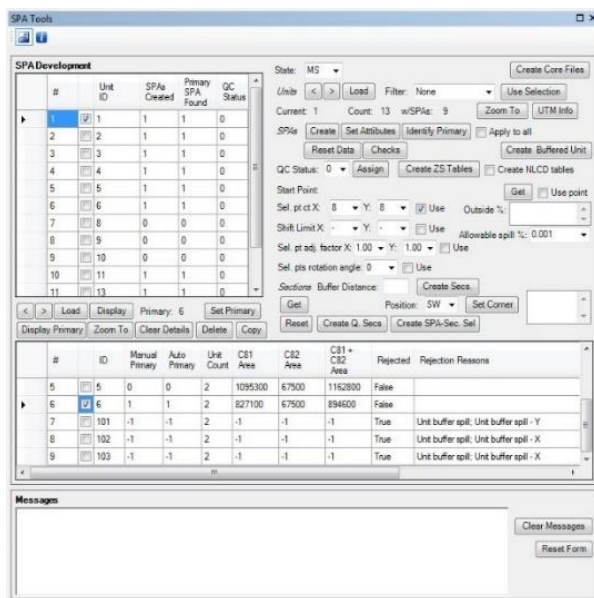 SPA Tools
SPA Development
# Unit ID SPAs Created Primary SPA Found QC Status
1 1 1 1 0
2 2 1 1 0
3 3 1 1 0
4 4 1 1 0
5 5 1 1 0
6 6 1 1 0
7 8 0 0 0
8 9 0 0 0
9 10 0 0 0
10 11 1 1 0
11 13 1 1 0
< > Load Display Primary: 6 Set Primary
Display Primary Zoom To Clear Details Delete Copy
State: MS Create Core Files
Units < > Load Filter: None Use Selection
Current: 1 Count: 13 w/SPAs: 9 Zoom To UTM Info
SPAs Create Set Attributes Identify Primary Apply to all
Reset Data Checks Create Buffered Unit
QC Status: 0 Assign Create ZS Tables Create NLCD tables
Start Point: Get Use point
Sel. pt ct X: 8 Y: 8 Use Outside %:
Shift Limit X: - Y: - Use Allowable spill %: 0.001
Sel. pt adj. factor X: 1.00 Y: 1.00 Use
Sel. pts rotation angle: 0 Use
Sections Buffer Distance: Create Secs.
Get Position: SW Set Corner
Reset Create Q. Secs Create SPA-Sec. Sel
# ID Manual Primary Auto Primary Unit Count C81 Area C82 Area C81 + C82 Area Rejected Rejection Reasons
5 5 0 0 2 1095300 67500 1162800 False
6 6 1 1 2 827100 67500 894600 False
7 101 -1 -1 2 -1 -1 -1 True Unit buffer spill; Unit buffer spill - Y
8 102 -1 -1 2 -1 -1 -1 True Unit buffer spill; Unit buffer spill - X
9 103 -1 -1 2 -1 -1 -1 True Unit buffer spill; Unit buffer spill - X
Messages
Clear Messages
Reset Form